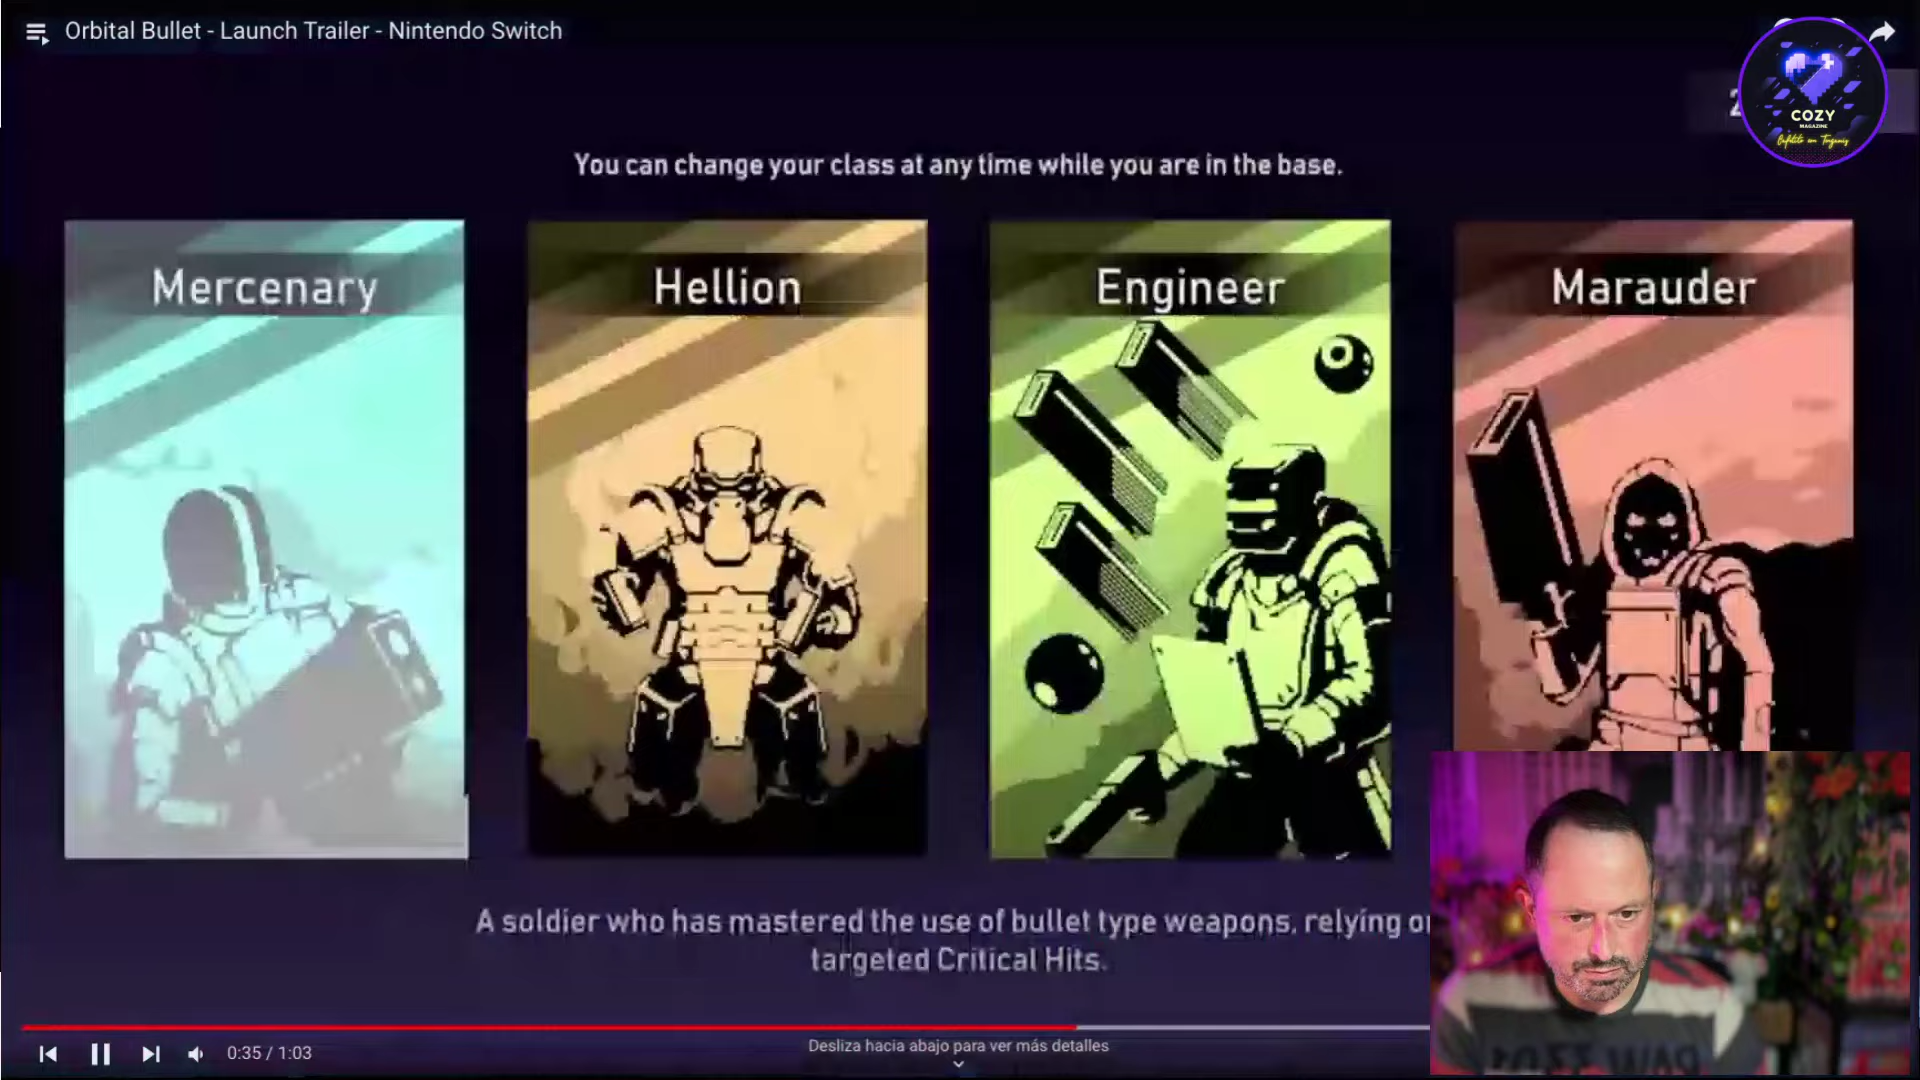 Orbital Bullet - Launch Trailer - Nintendo Switch
COZY
MAGAZINE
You can change your class at any time while you are in the base.
Mercenary
Hellion
Engineer
Marauder
A soldier who has mastered the use of bullet type weapons, relying
targeted Critical Hits.
0:35 / 1:03
Desliza hacia abajo para ver más detalles